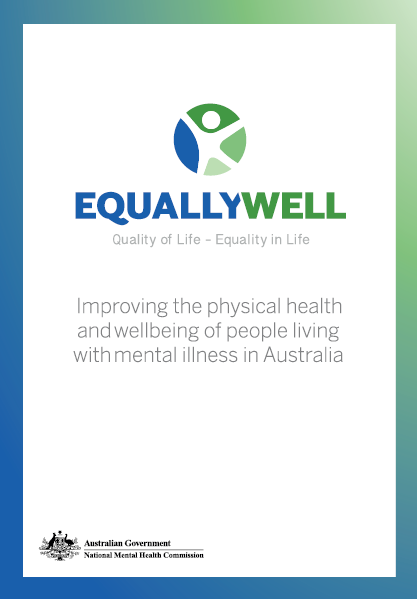 EQUALLYWELL
Quality of Life – Equality in Life
Improving the physical health
and wellbeing of people living
with mental illness in Australia
Australian Government
National Mental Health Commission